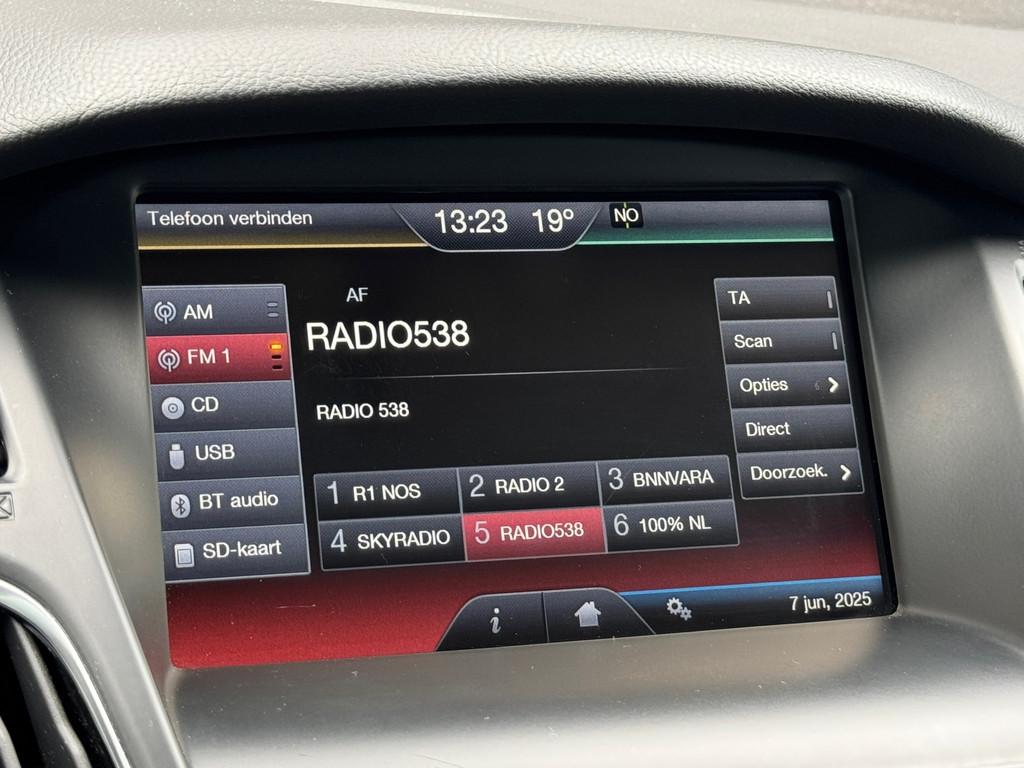 Telefoon verbinden
13:23 19º
NO
AM
FM 1
CD
USB
BT audio
SD-kaart
AF
RADIO538
RADIO 538
1 R1 NOS
2 RADIO 2
3 BNNVARA
4 SKYRADIO
5 RADIO538
6 100% NL
TA
Scan
Opties
Direct
Doorzoek.
i
7 jun, 2025